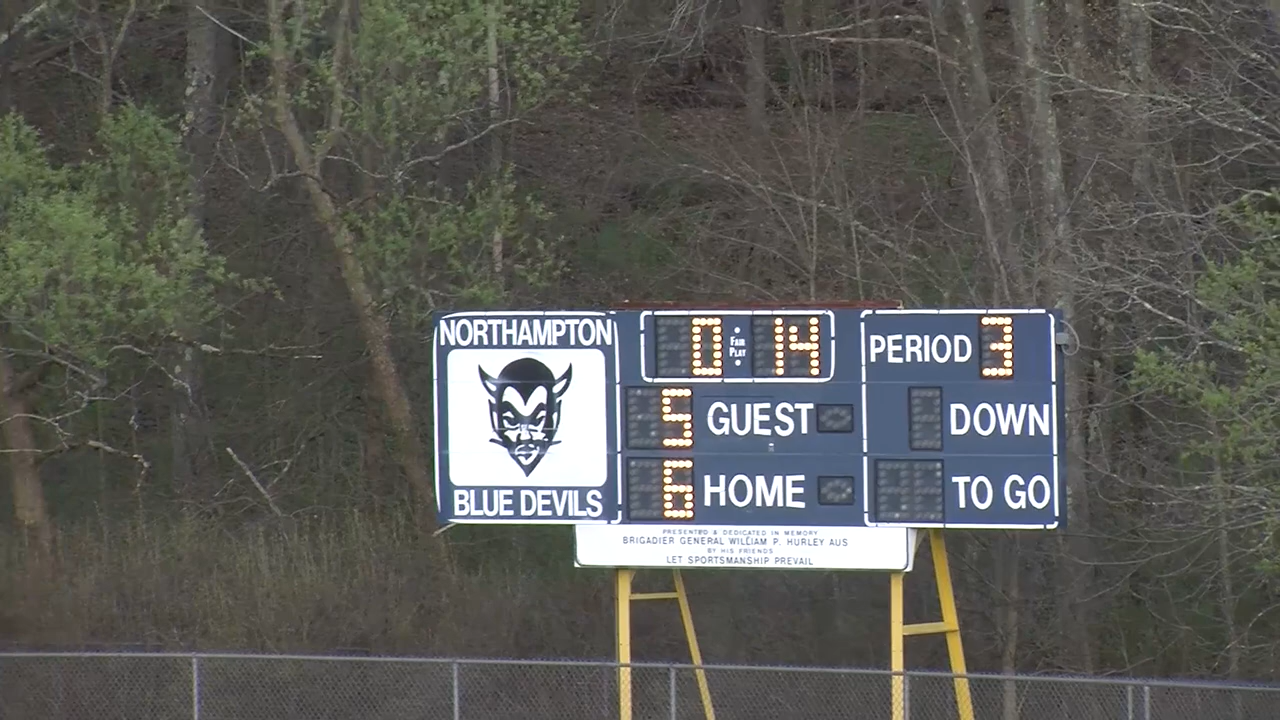 NORTHAMPTON
BLUE DEVILS
0 FAIR PLAY 14
5 GUEST
6 HOME
PERIOD 3
DOWN
TO GO
PRESENTED & DEDICATED IN MEMORY
BRIGADIER GENERAL WILLIAM P. HURLEY AUS
BY HIS FRIENDS
LET SPORTSMANSHIP PREVAIL